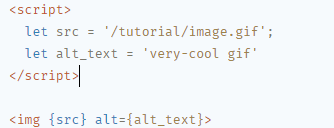 <script>
let src = '/tutorial/image.gif';
let alt_text = 'very-cool gif'
</script>
<img {src} alt={alt_text}>